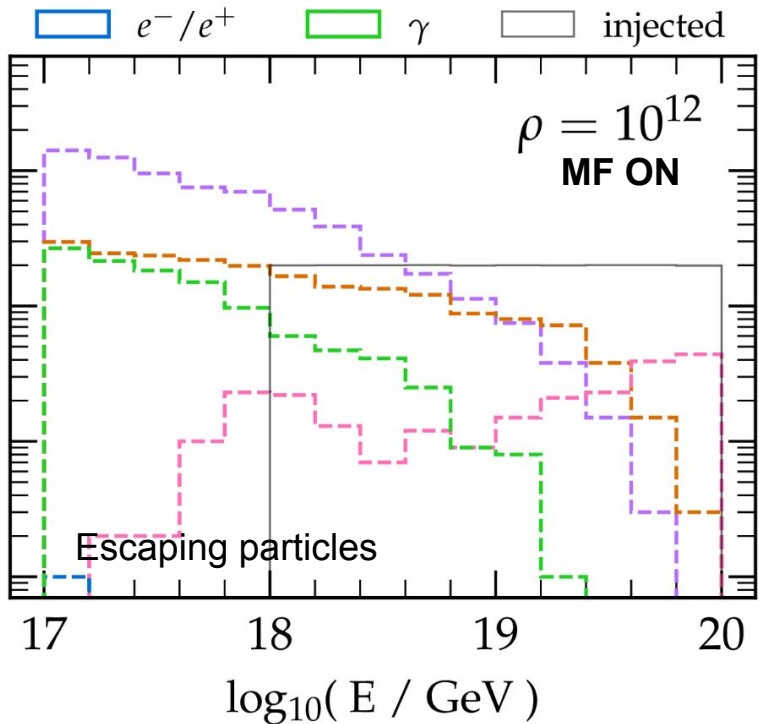 e⁻/e⁺ γ injected
ρ = 10¹²
MF ON
Escaping particles
17 18 19 20
log₁₀( E / GeV )